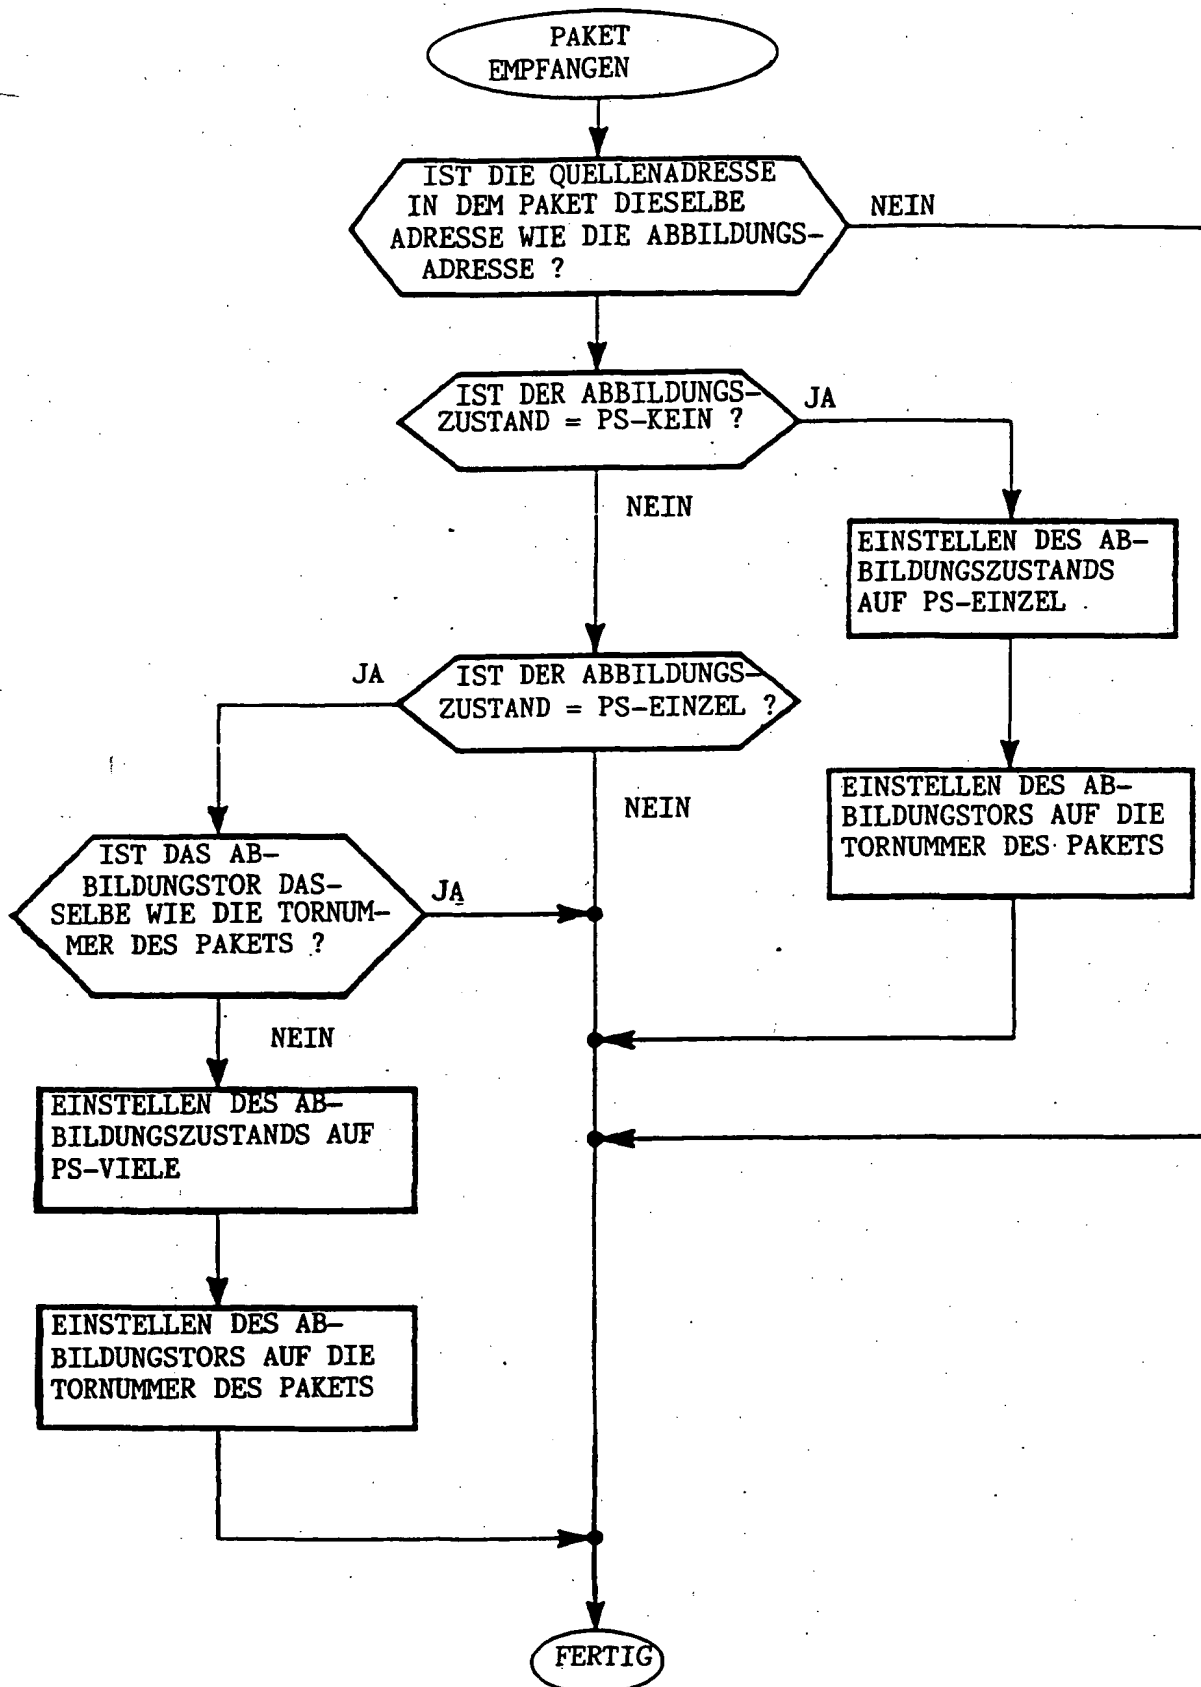 PAKET
EMPFANGEN
IST DIE QUELLENADRESSE
IN DEM PAKET DIESELBE
ADRESSE WIE DIE ABBILDUNGS-
ADRESSE ?
NEIN
IST DER ABBILDUNGS-
ZUSTAND = PS-KEIN ?
JA
NEIN
EINSTELLEN DES AB-
BILDUNGSZUSTANDS
AUF PS-EINZEL
IST DER ABBILDUNGS-
ZUSTAND = PS-EINZEL ?
JA
NEIN
EINSTELLEN DES AB-
BILDUNGSTORS AUF DIE
TORNUMMER DES PAKETS
IST DAS AB-
BILDUNGSTOR DAS-
SELBE WIE DIE TORNUM-
MER DES PAKETS ?
JA
NEIN
EINSTELLEN DES AB-
BILDUNGSZUSTANDS AUF
PS-VIELE
EINSTELLEN DES AB-
BILDUNGSTORS AUF DIE
TORNUMMER DES PAKETS
FERTIG